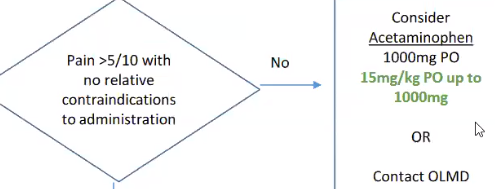 Pain >5/10 with
no relative
contraindications
to administration
No
Consider
Acetaminophen
1000mg PO
15mg/kg PO up to
1000mg
OR
Contact OLMD